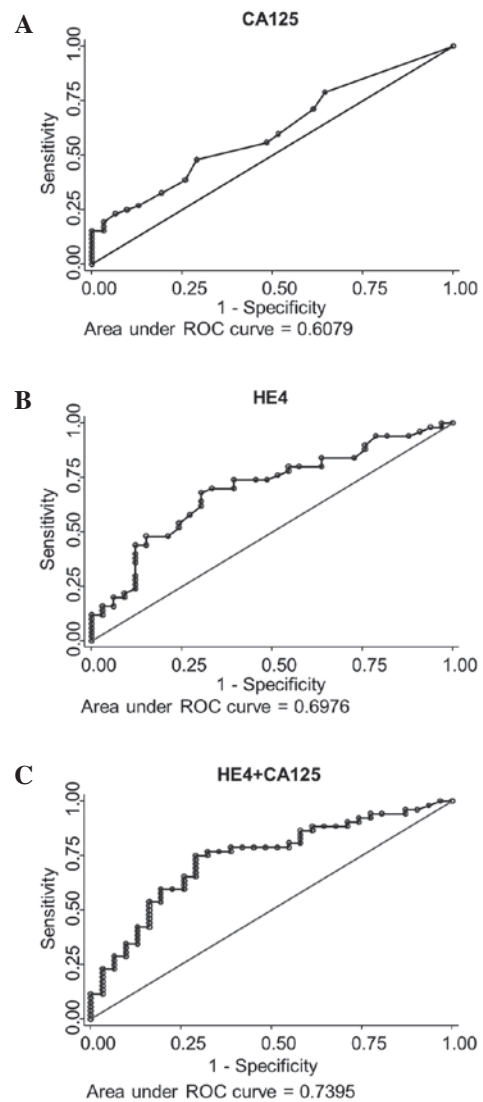 A
CA125
Sensitivity
1.00
0.75
0.50
0.25
0.00
0.00 0.25 0.50 0.75 1.00
1 - Specificity
Area under ROC curve = 0.6079
B
HE4
Sensitivity
1.00
0.75
0.50
0.25
0.00
0.00 0.25 0.50 0.75 1.00
1 - Specificity
Area under ROC curve = 0.6976
C
HE4+CA125
Sensitivity
1.00
0.75
0.50
0.25
0.00
0.00 0.25 0.50 0.75 1.00
1 - Specificity
Area under ROC curve = 0.7395